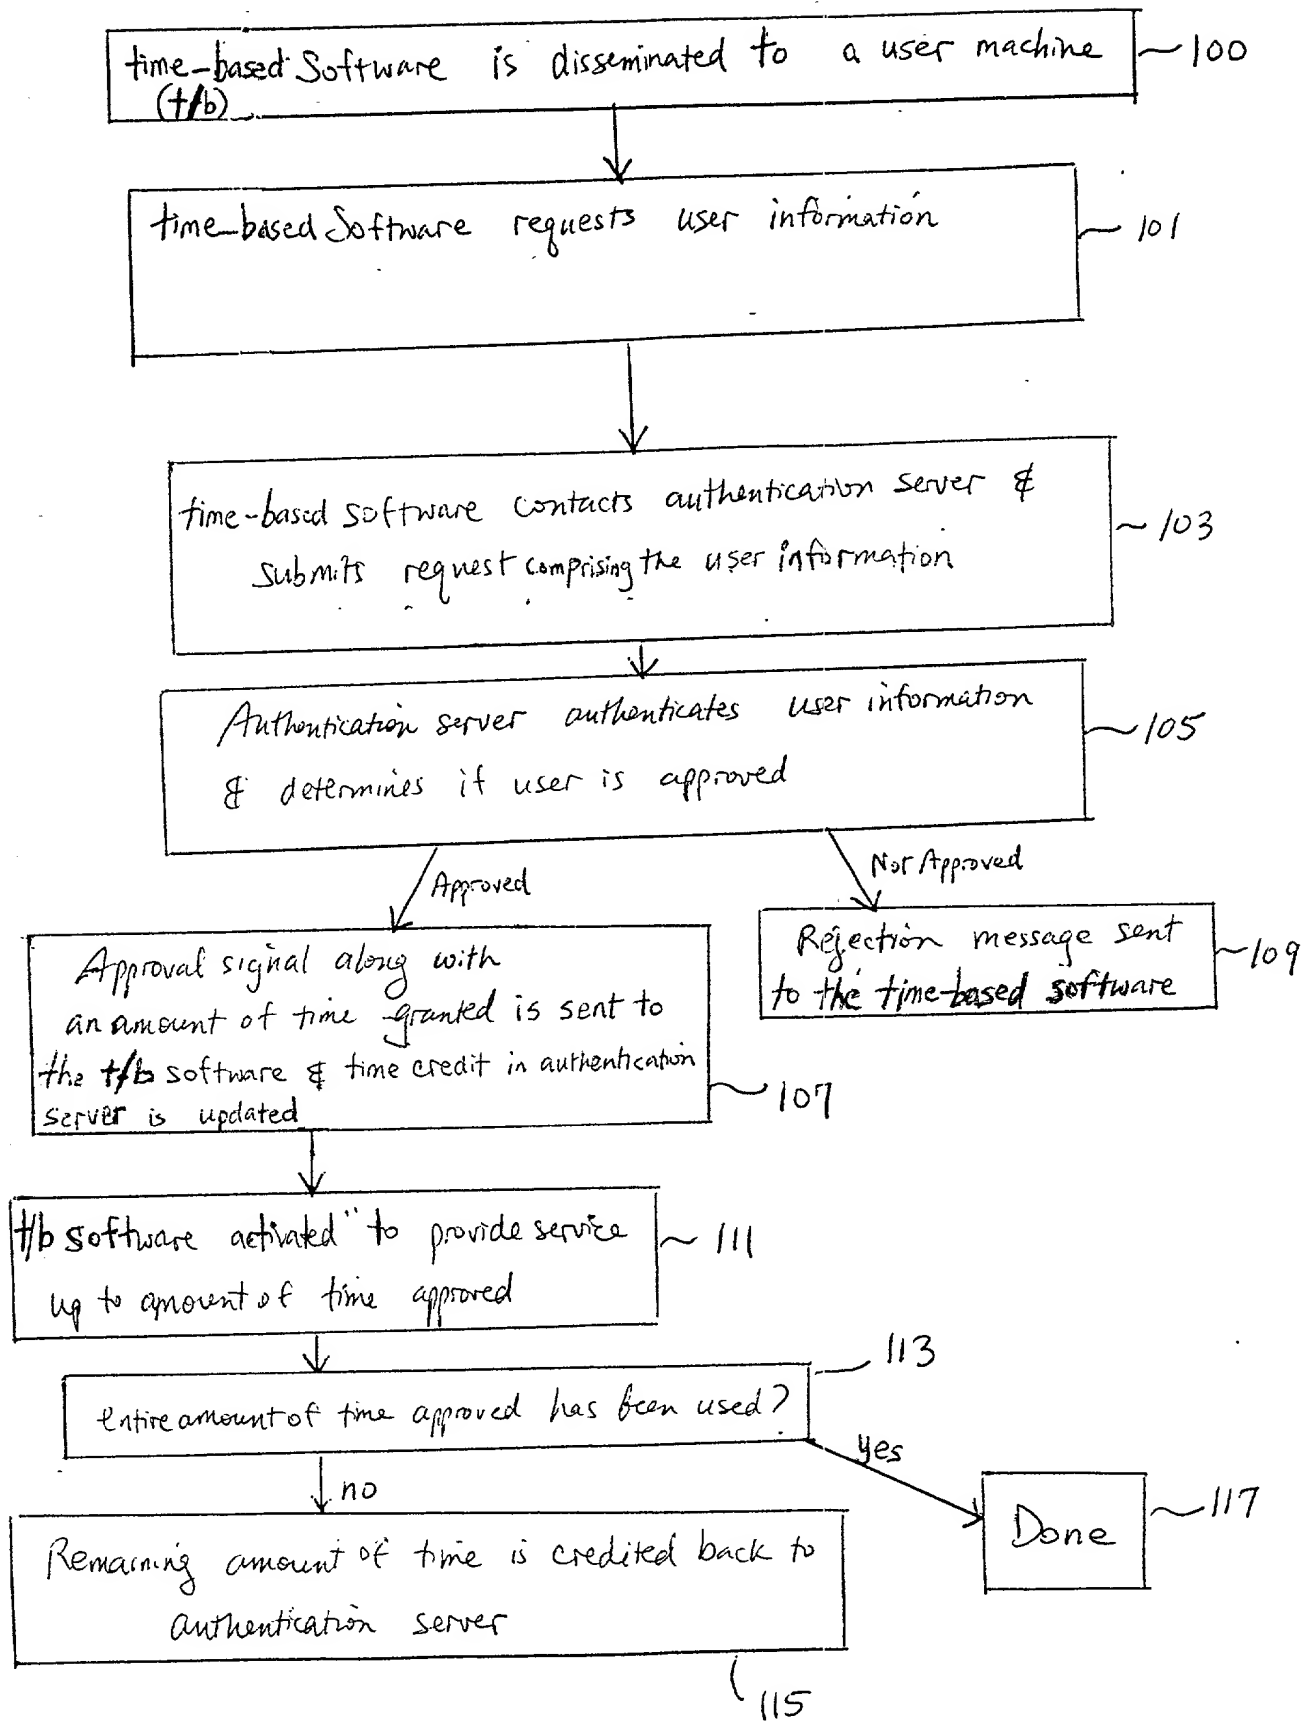 time-based Software is disseminated to a user machine
(t/b)
100
time-based Software requests user information
101
time-based software contacts authentication server &
submits request comprising the user information
103
Authentication server authenticates user information
& determines if user is approved
105
Approved
Not Approved
Approval signal along with
an amount of time granted is sent to
the t/b software & time credit in authentication
server is updated
107
Rejection message sent
to the time-based software
109
t/b software activated to provide service
up to amount of time approved
111
entire amount of time approved has been used?
113
yes
no
Done
117
Remaining amount of time is credited back to
authentication server
115